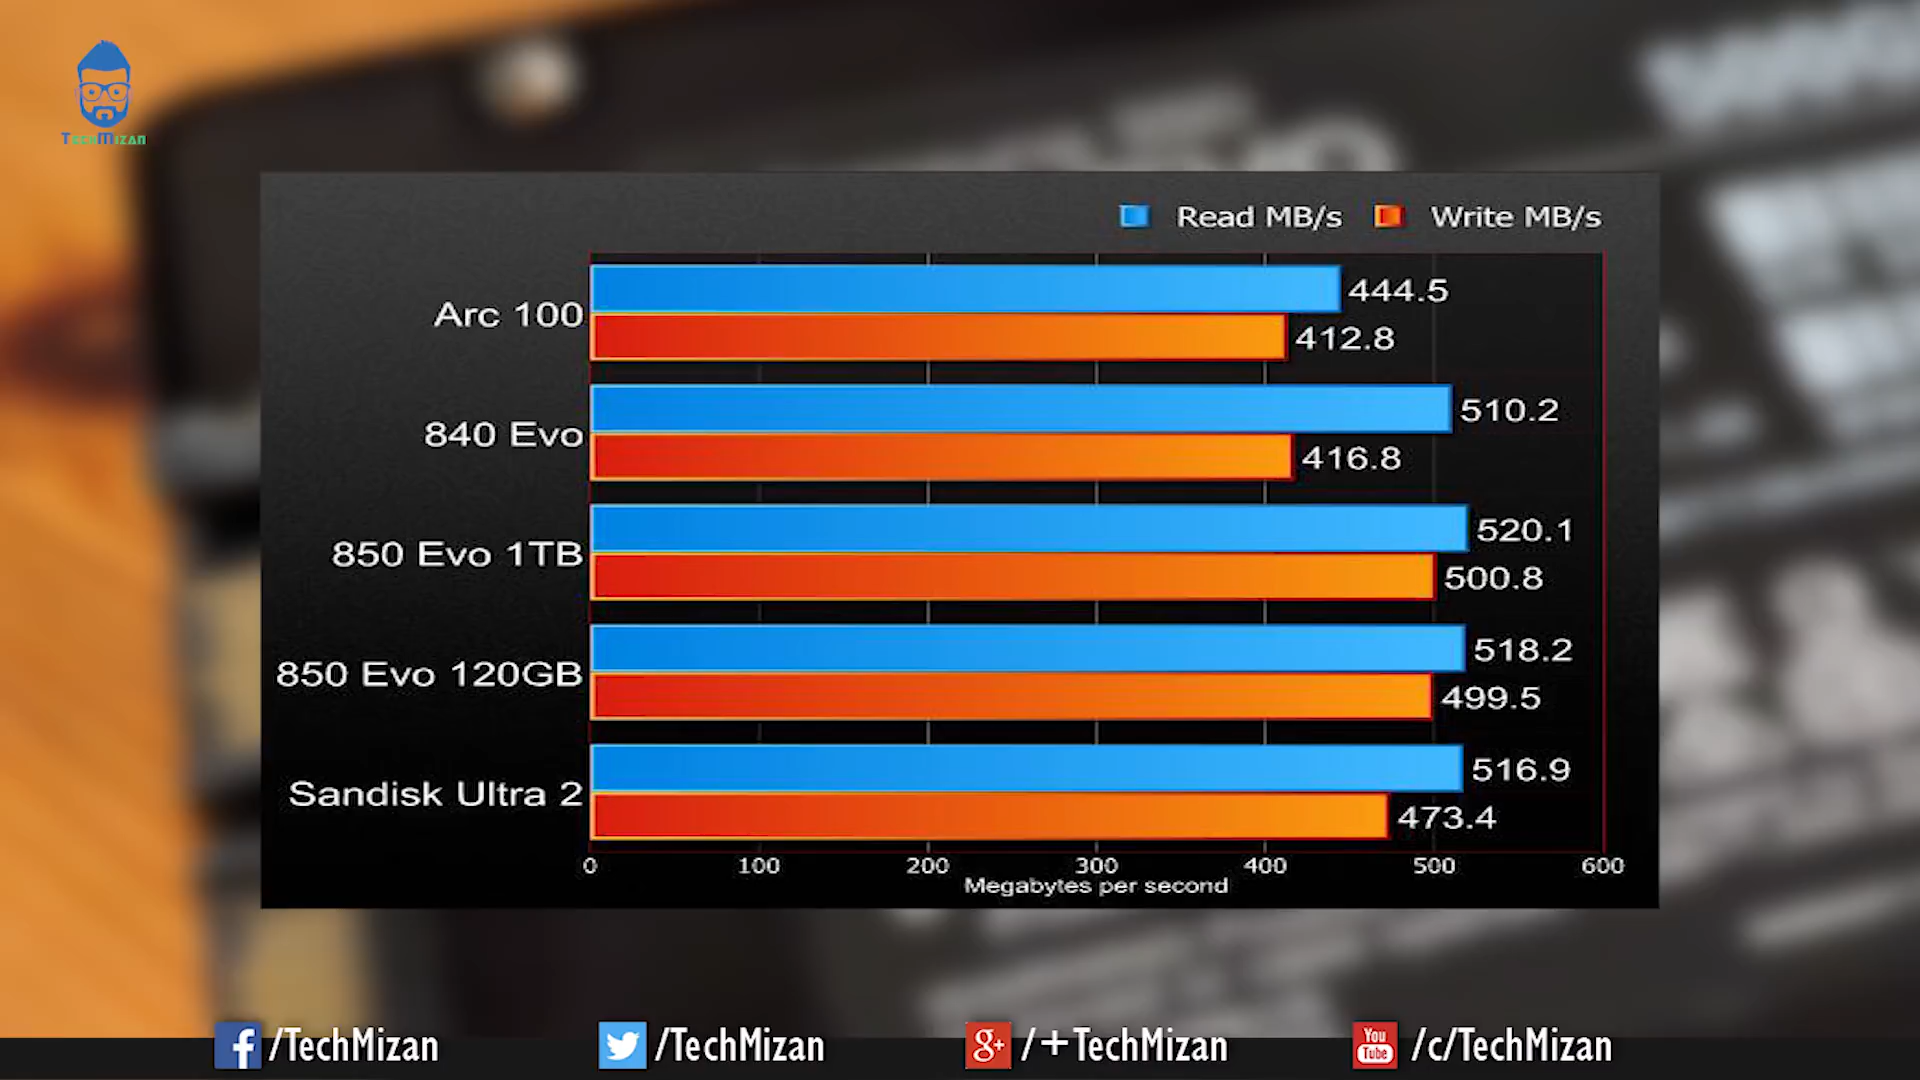 TechMizan
Read MB/s Write MB/s
Arc 100
444.5
412.8
840 Evo
510.2
416.8
850 Evo 1TB
520.1
500.8
850 Evo 120GB
518.2
499.5
Sandisk Ultra 2
516.9
473.4
0 100 200 300 400 500 600
Megabytes per second
f /TechMizan /TechMizan g+ /+TechMizan You Tube /c/TechMizan